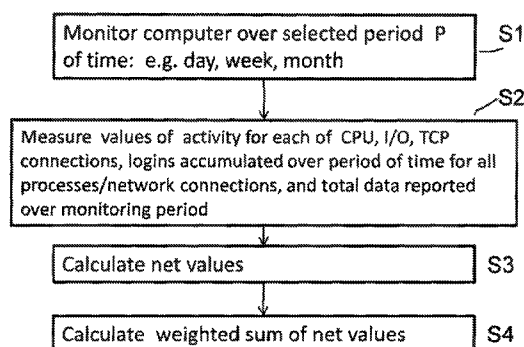 Monitor computer over selected period P
of time: e.g. day, week, month
S1
S2
Measure values of activity for each of CPU, I/O, TCP
connections, logins accumulated over period of time for all
processes/network connections, and total data reported
over monitoring period
Calculate net values
S3
Calculate weighted sum of net values
S4